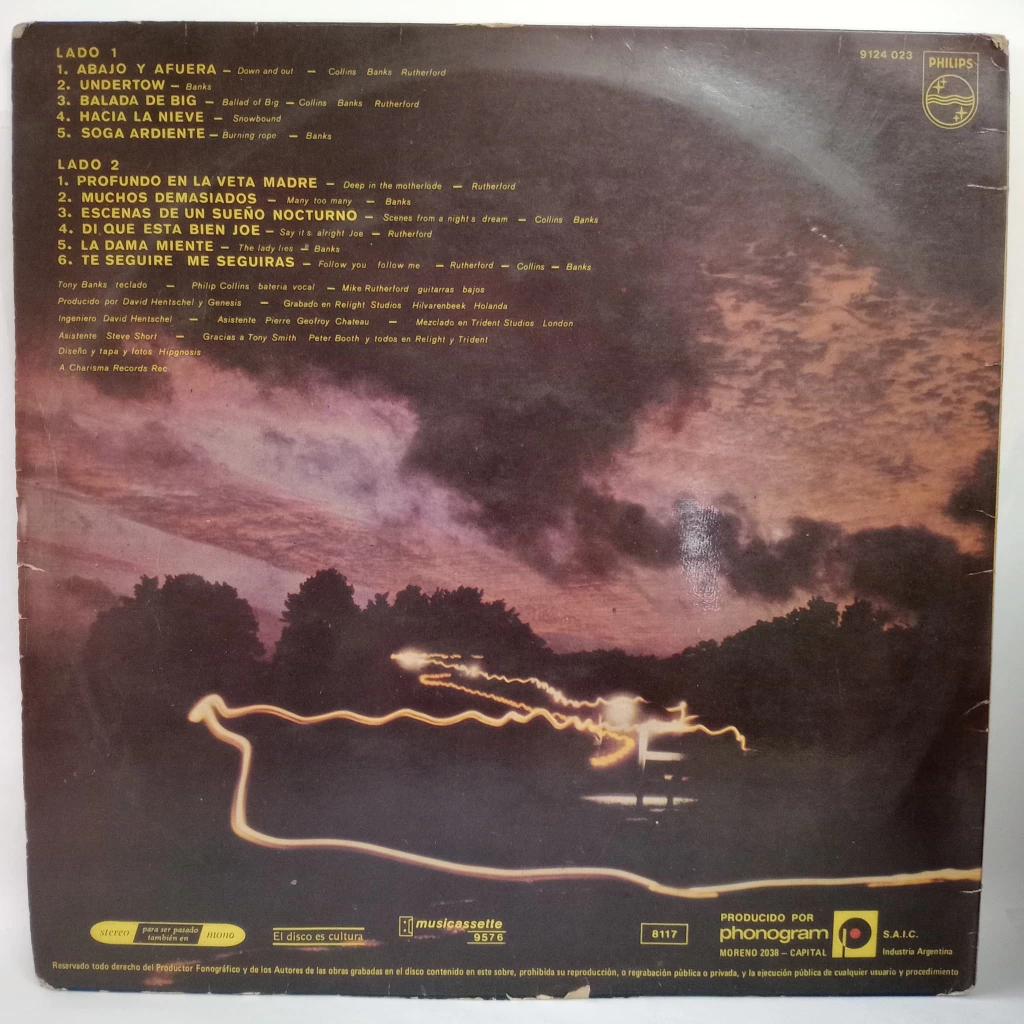 LADO 1
1. ABAJO Y AFUERA – Down and out – Collins Banks Rutherford
2. UNDERTOW – Banks
3. BALADA DE BIG – Ballad of Big – Collins Banks Rutherford
4. HACIA LA NIEVE – Snowbound
5. SOGA ARDIENTE – Burning rope – Banks
LADO 2
1. PROFUNDO EN LA VETA MADRE – Deep in the motherlode – Rutherford
2. MUCHOS DEMASIADOS – Many too many – Banks
3. ESCENAS DE UN SUEÑO NOCTURNO – Scenes from a night s dream – Collins Banks
4. DI QUE ESTA BIEN JOE – Say it s alright Joe – Rutherford
5. LA DAMA MIENTE – The lady lies – Banks
6. TE SEGUIRE ME SEGUIRAS – Follow you follow me – Rutherford – Collins – Banks
Tony Banks teclado – Philip Collins bateria vocal – Mike Rutherford guitarras bajos
Producido por David Hentschel y Genesis – Grabado en Relight Studios Hilvarenbeek Holanda
Ingeniero David Hentschel – Asistente Pierre Geofroy Chateau – Mezclado en Trident Studios London
Asistente Steve Short – Gracias a Tony Smith Peter Booth y todos en Relight y Trident
Diseño y tapa y fotos Hipgnosis
A Charisma Records Rec
9124 023
PHILIPS
stereo para ser pasado también en mono
El disco es cultura
musicassette
9576
8117
PRODUCIDO POR
phonogram S.A.I.C.
MORENO 2038 – CAPITAL Industria Argentina
Reservado todo derecho del Productor Fonográfico y de los Autores de las obras grabadas en el disco contenido en este sobre, prohibida su reproducción, o regrabación pública o privada, y la ejecución pública de cualquier usuario y procedimiento